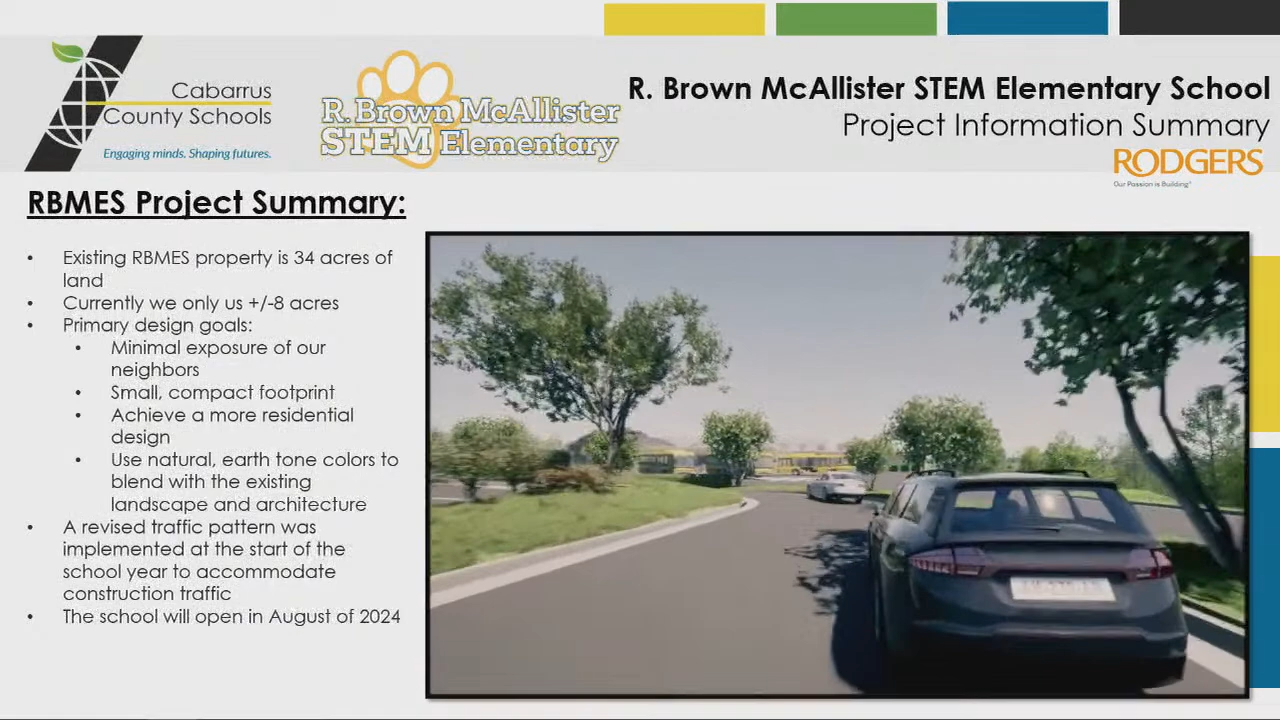 Cabarrus
County Schools
Engaging minds. Shaping futures.
R. Brown McAllister
STEM Elementary
R. Brown McAllister STEM Elementary School
Project Information Summary
RODGERS
Our Passion is Building®
RBMES Project Summary:
• Existing RBMES property is 34 acres of
land
• Currently we only us +/-8 acres
• Primary design goals:
• Minimal exposure of our
neighbors
• Small, compact footprint
• Achieve a more residential
design
• Use natural, earth tone colors to
blend with the existing
landscape and architecture
• A revised traffic pattern was
implemented at the start of the
school year to accommodate
construction traffic
• The school will open in August of 2024